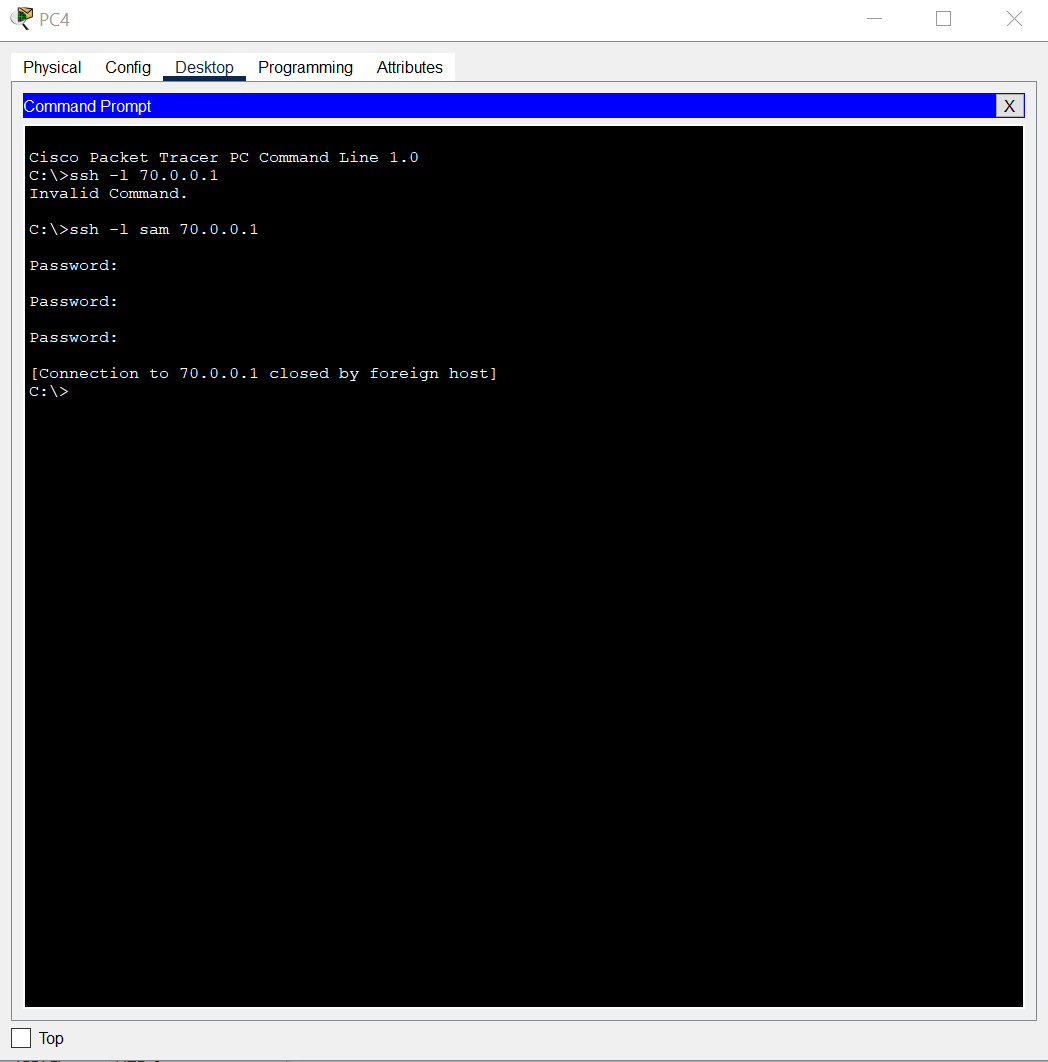 PC4
Physical Config Desktop Programming Attributes
Command Prompt X
Cisco Packet Tracer PC Command Line 1.0
C:\>ssh -l 70.0.0.1
Invalid Command.
C:\>ssh -l sam 70.0.0.1
Password:
Password:
Password:
[Connection to 70.0.0.1 closed by foreign host]
C:\>
Top